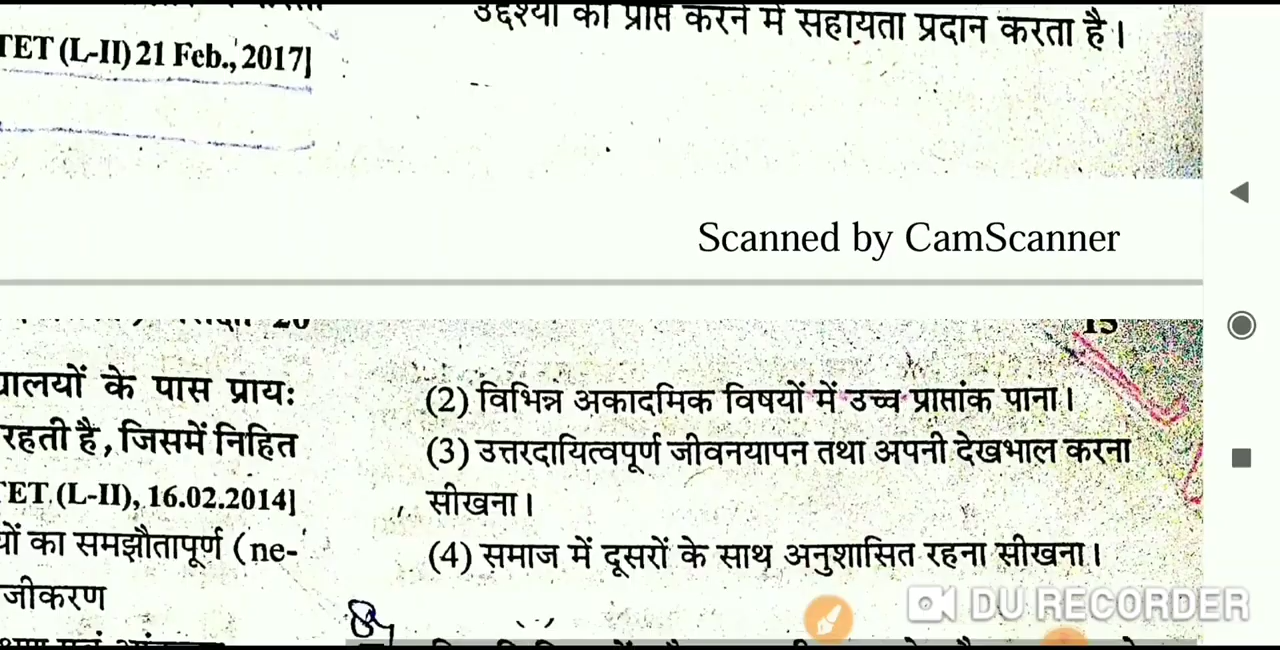 उद्देश्यों को प्राप्त करने में सहायता प्रदान करता है।
TET (L-II) 21 Feb., 2017]
Scanned by CamScanner
15
यालयों के पास प्रायः
रहती है, जिसमें निहित
TET (L-II), 16.02.2014]
यों का समझौतापूर्ण (ne-
जीकरण
(2) विभिन्न अकादमिक विषयों में उच्च प्राप्तांक पाना।
(3) उत्तरदायित्वपूर्ण जीवनयापन तथा अपनी देखभाल करना
सीखना।
(4) समाज में दूसरों के साथ अनुशासित रहना सीखना।
84
DU RECORDER